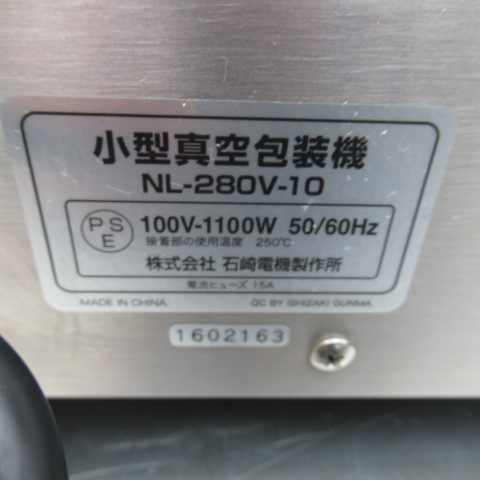 小型真空包装機
NL-280V-10
PSE
100V-1100W 50/60Hz
接着部の使用温度 250℃
株式会社 石崎電機製作所
電流ヒューズ 15A
MADE IN CHINA
QC BY ISHIZAKI GUNMA
1602163